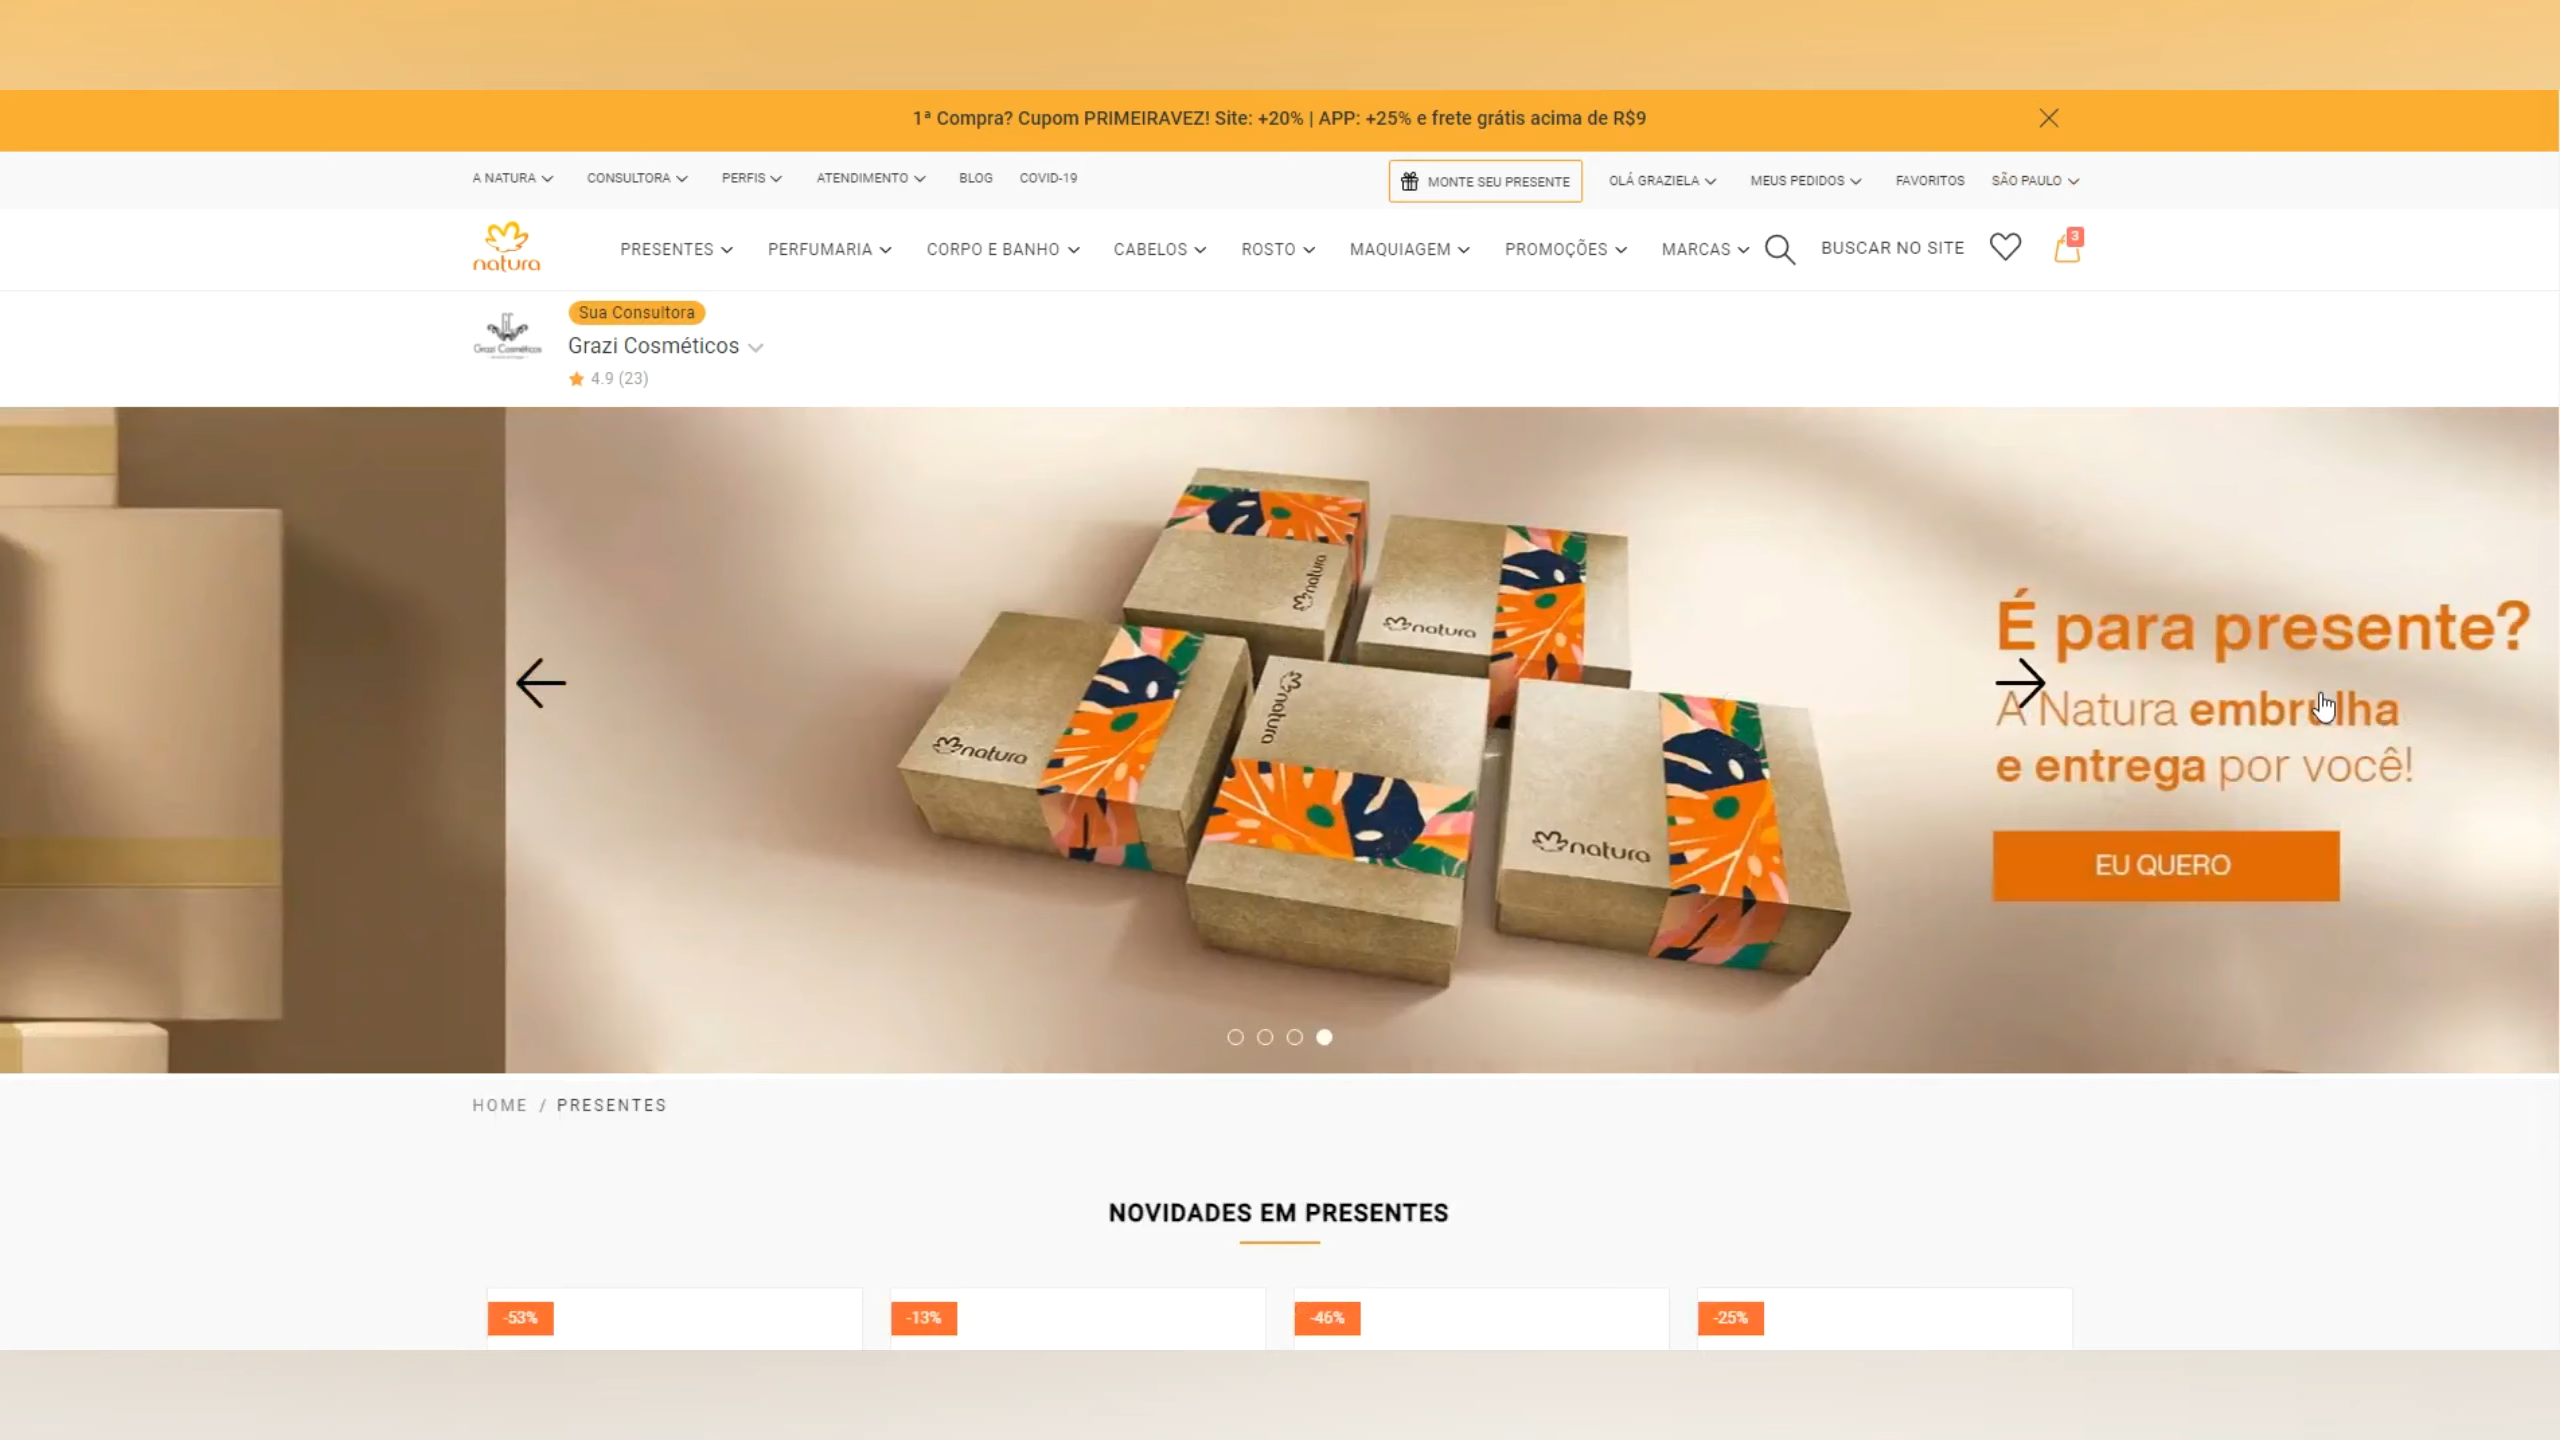 1ª Compra? Cupom PRIMEIRAVEZ! Site: +20% | APP: +25% e frete grátis acima de R$9
A NATURA CONSULTORA PERFIS ATENDIMENTO BLOG COVID-19 MONTE SEU PRESENTE OLÁ GRAZIELA MEUS PEDIDOS FAVORITOS SÃO PAULO
natura PRESENTES PERFUMARIA CORPO E BANHO CABELOS ROSTO MAQUIAGEM PROMOÇÕES MARCAS BUSCAR NO SITE 3
Sua Consultora
Grazi Cosméticos
Grazi Cosméticos
4.9 (23)
natura
natura
natura
natura
natura
É para presente?
A Natura embrulha
e entrega por você!
EU QUERO
HOME / PRESENTES
NOVIDADES EM PRESENTES
-53% -13% -46% -25%